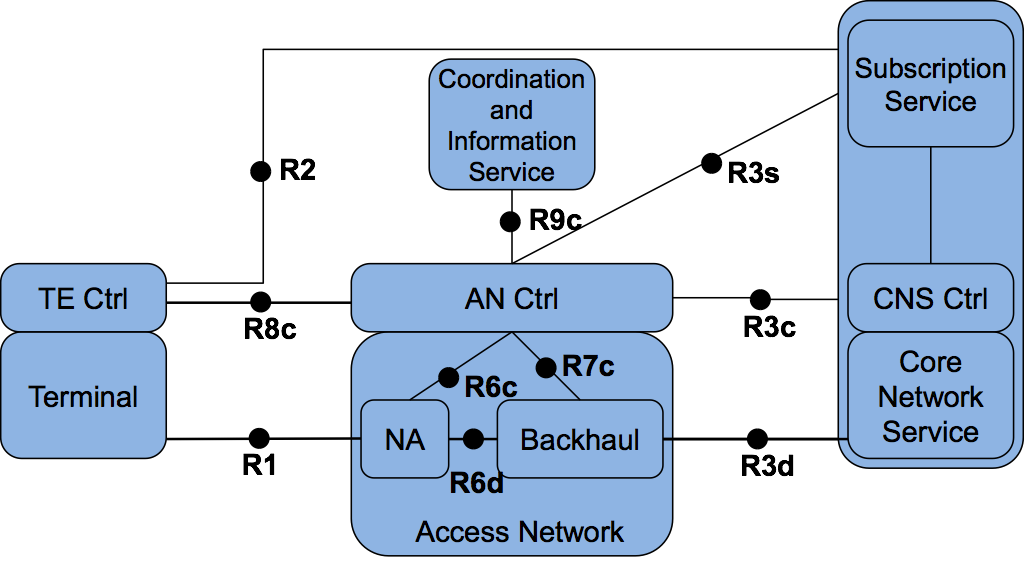 Subscription
Service
Coordination
and
Information
Service
R2
R3s
R9c
TE Ctrl
AN Ctrl
CNS Ctrl
R8c
R3c
Terminal
R6c
R7c
Core
Network
Service
NA
Backhaul
R1
R6d
R3d
Access Network